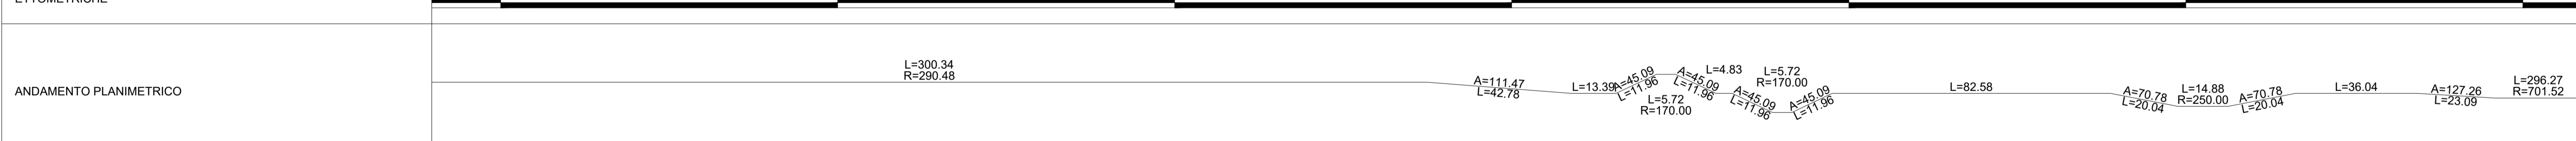 ETTOMETRICHE
ANDAMENTO PLANIMETRICO
L=300.34
R=290.48
A=111.47
L=42.78
L=13.39
A=45.09
L=11.96
L=5.72
R=170.00
A=45.09
L=11.96
L=4.83
A=45.09
L=11.96
L=5.72
R=170.00
A=45.09
L=11.96
L=82.58
A=70.78
L=20.04
L=14.88
R=250.00
A=70.78
L=20.04
L=36.04
A=127.26
L=23.09
L=296.27
R=701.52